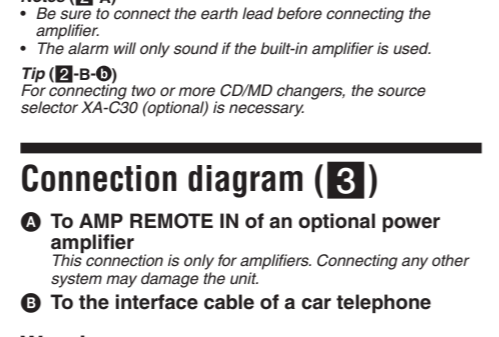 Notes (2-A)
• Be sure to connect the earth lead before connecting the
amplifier.
• The alarm will only sound if the built-in amplifier is used.
Tip (2-B-b)
For connecting two or more CD/MD changers, the source
selector XA-C30 (optional) is necessary.
Connection diagram (3)
A To AMP REMOTE IN of an optional power
amplifier
This connection is only for amplifiers. Connecting any other
system may damage the unit.
B To the interface cable of a car telephone